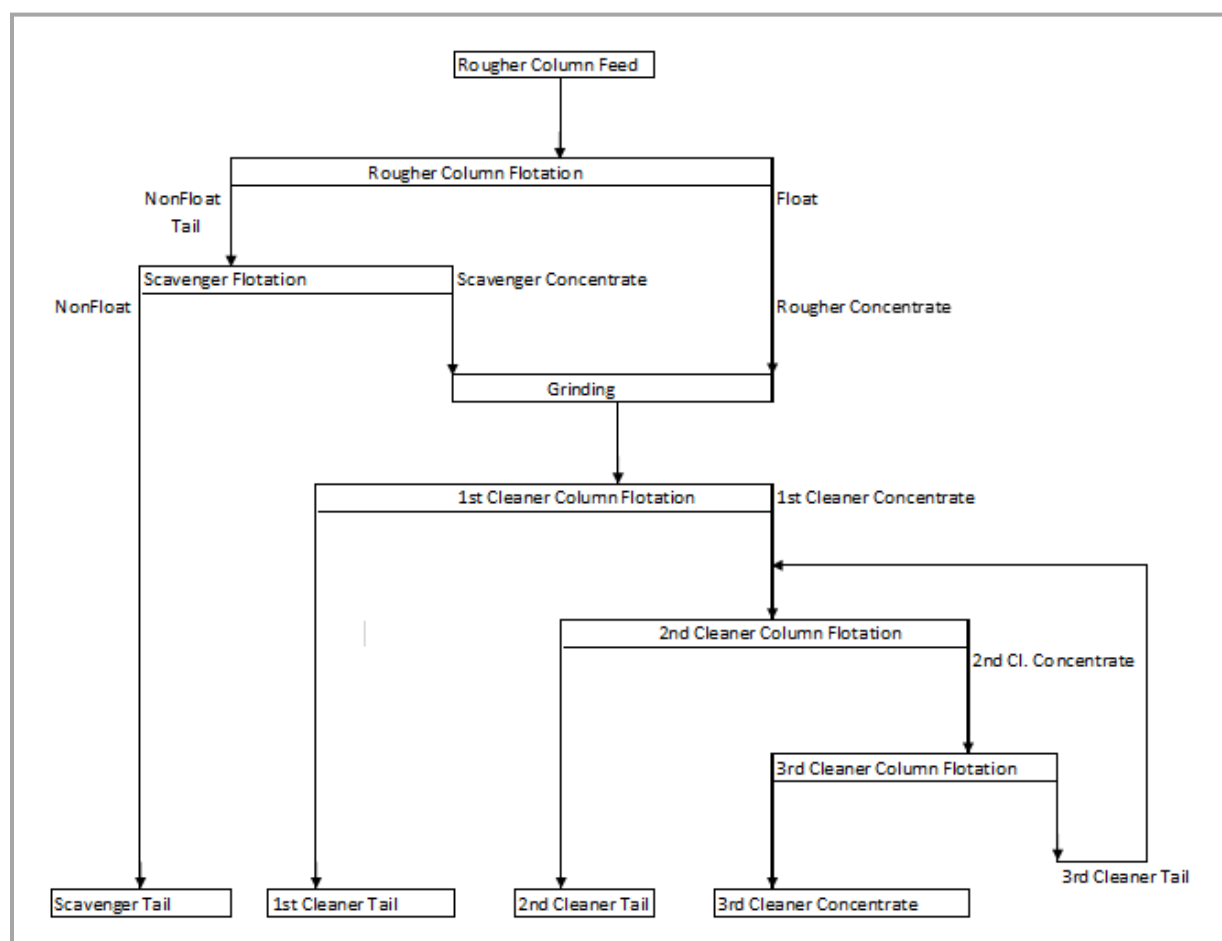 Rougher Column Feed
Rougher Column Flotation
NonFloat
Tail
Float
Scavenger Flotation
Scavenger Concentrate
NonFloat
Rougher Concentrate
Grinding
1st Cleaner Column Flotation
1st Cleaner Concentrate
2nd Cleaner Column Flotation
2nd Cl. Concentrate
3rd Cleaner Column Flotation
3rd Cleaner Tail
Scavenger Tail
1st Cleaner Tail
2nd Cleaner Tail
3rd Cleaner Concentrate